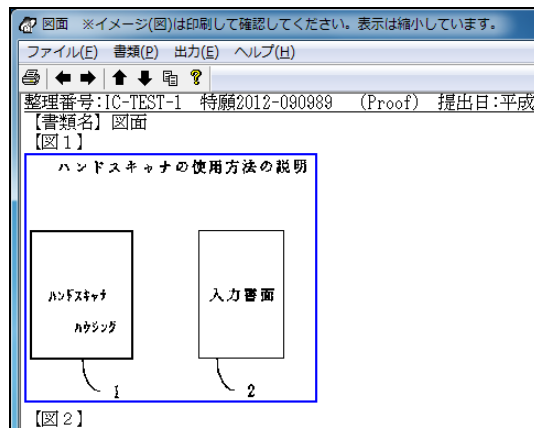 図面 ※イメージ(図)は印刷して確認してください。表示は縮小しています。
ファイル(F) 書類(P) 出力(E) ヘルプ(H)
整理番号:IC-TEST-1 特願2012-090989 (Proof) 提出日:平成
【書類名】図面
【図1】
ハンドスキャナの使用方法の説明
ハンドスキャナ
ハウジング
入力書面
1
2
【図2】